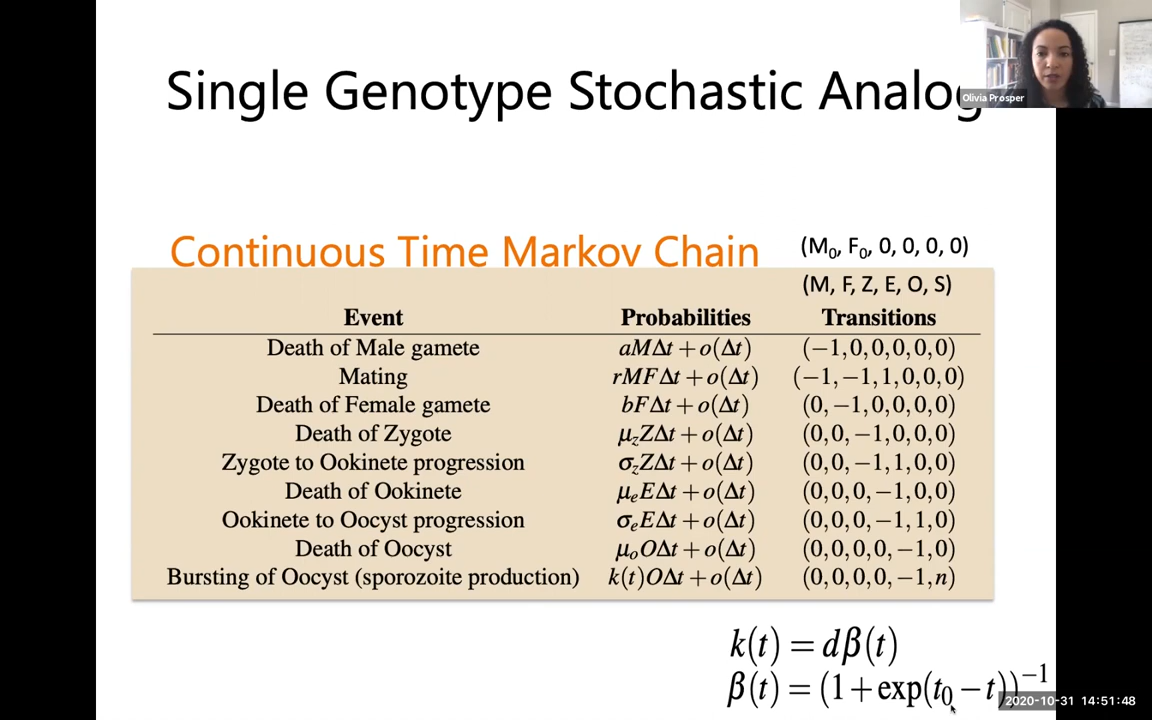 Single Genotype Stochastic Analog
Olivia Prosper
Continuous Time Markov Chain
(M₀, F₀, 0, 0, 0, 0)
(M, F, Z, E, O, S)
Event Probabilities Transitions
Death of Male gamete aMΔt + o(Δt) (−1,0,0,0,0,0)
Mating rMFΔt + o(Δt) (−1,−1,1,0,0,0)
Death of Female gamete bFΔt + o(Δt) (0,−1,0,0,0,0)
Death of Zygote μ_zZΔt + o(Δt) (0,0,−1,0,0,0)
Zygote to Ookinete progression σ_zZΔt + o(Δt) (0,0,−1,1,0,0)
Death of Ookinete μₑEΔt + o(Δt) (0,0,0,−1,0,0)
Ookinete to Oocyst progression σₑEΔt + o(Δt) (0,0,0,−1,1,0)
Death of Oocyst μₒOΔt + o(Δt) (0,0,0,0,−1,0)
Bursting of Oocyst (sporozoite production) k(t)OΔt + o(Δt) (0,0,0,0,−1,n)
k(t) = dβ(t)
β(t) = (1 + exp(t₀ − t))⁻¹
2020-10-31 14:51:48